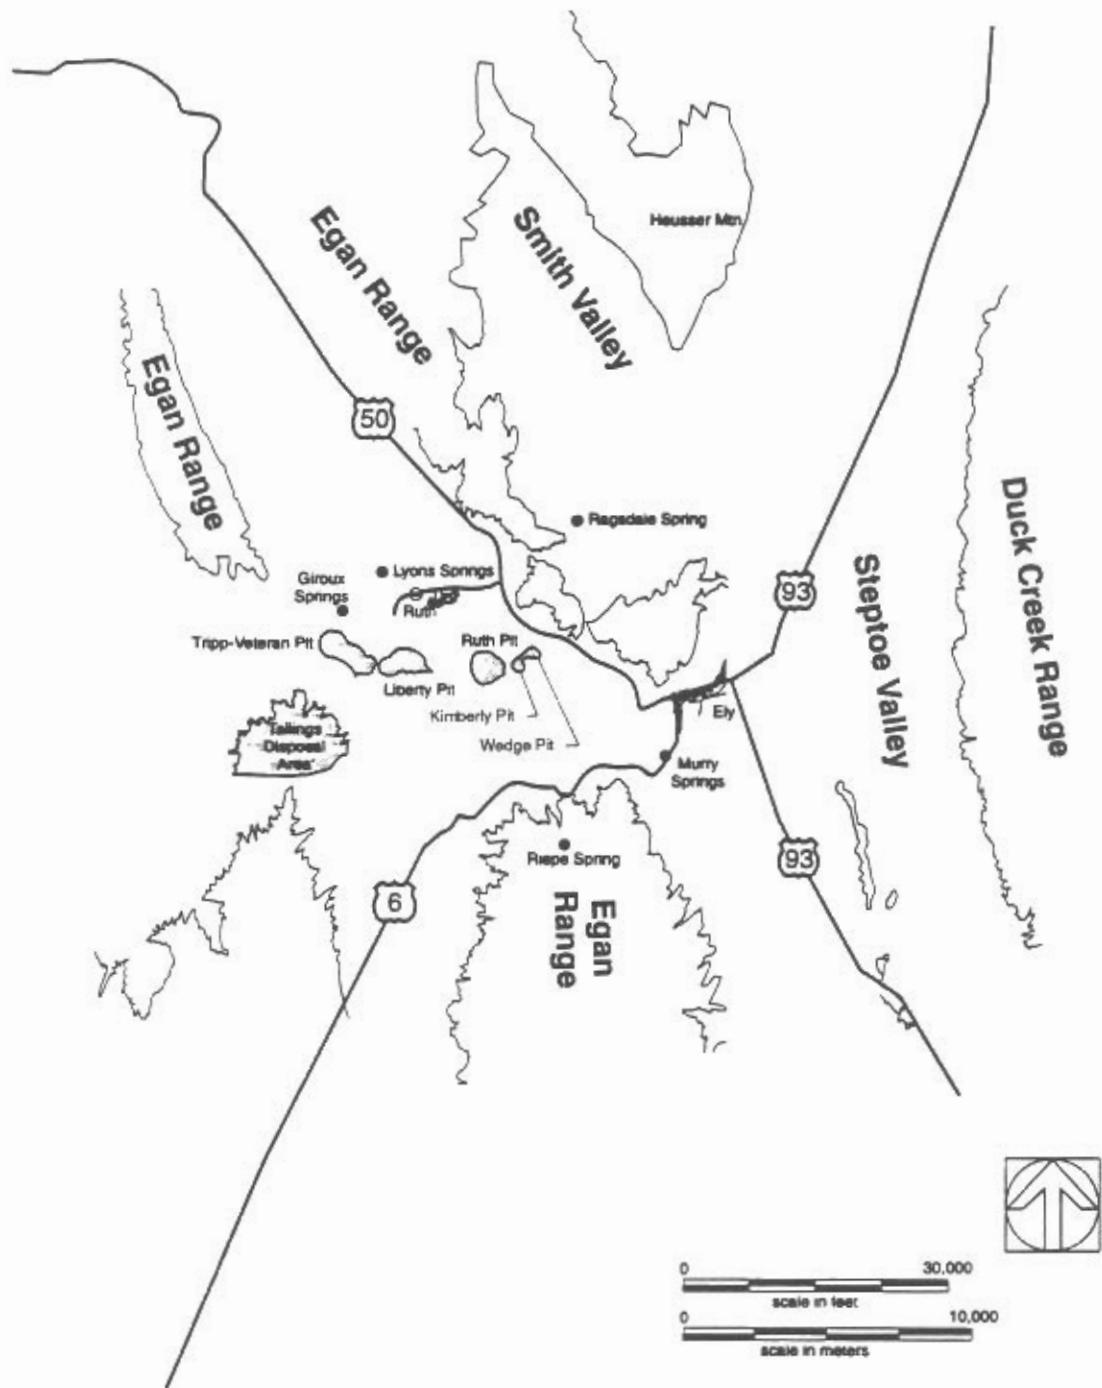 Heusser Mtn.
Smith Valley
Egan Range
Egan Range
50
Duck Creek Range
Ragsdale Spring
Steptoe Valley
Lyons Springs
Giroux
Springs
93
Ruth
Tripp-Veteran Pit
Ruth Pit
Liberty Pit
Kimberly Pit
Ely
Tailings
Disposal
Area
Wedge Pit
Murry
Springs
93
Riepe Spring
6
Egan
Range
0 30,000
scale in feet
0 10,000
scale in meters